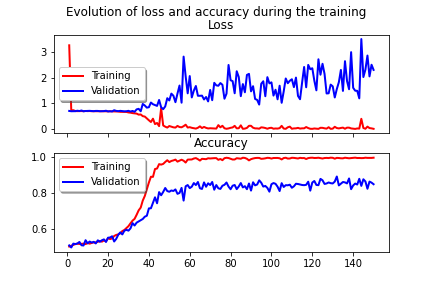 Evolution of loss and accuracy during the training
Loss
3
2
1
0
Training
Validation
Accuracy
1.0
0.8
0.6
Training
Validation
0 20 40 60 80 100 120 140